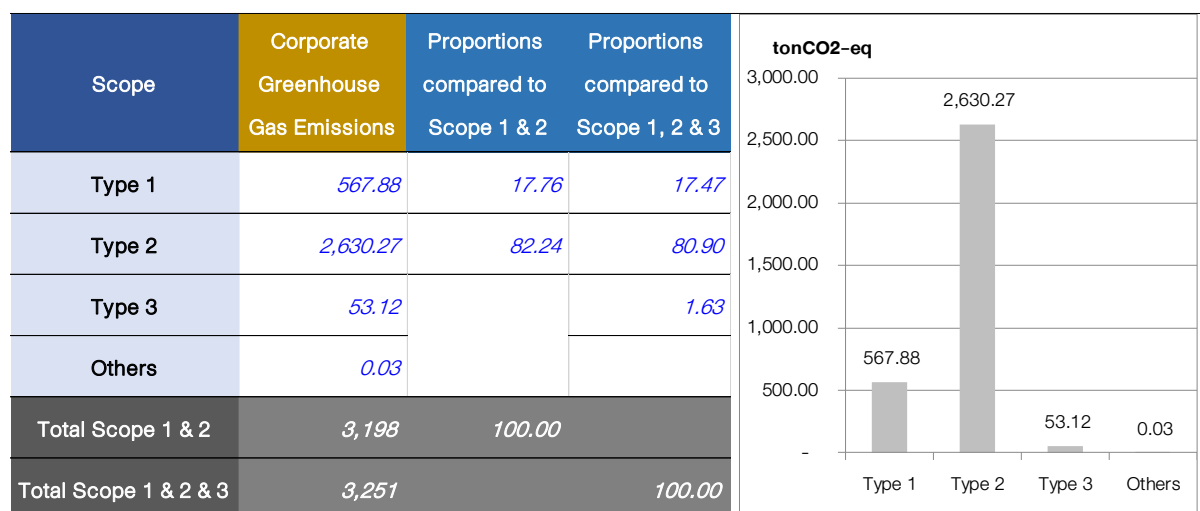 Scope
Corporate
Greenhouse
Gas Emissions
Proportions
compared to
Scope 1 & 2
Proportions
compared to
Scope 1, 2 & 3
Type 1 567.88 17.76 17.47
Type 2 2,630.27 82.24 80.90
Type 3 53.12 1.63
Others 0.03
Total Scope 1 & 2 3,198 100.00
Total Scope 1 & 2 & 3 3,251 100.00
tonCO2-eq
3,000.00
2,500.00
2,000.00
1,500.00
1,000.00
500.00
-
567.88
2,630.27
53.12
0.03
Type 1 Type 2 Type 3 Others